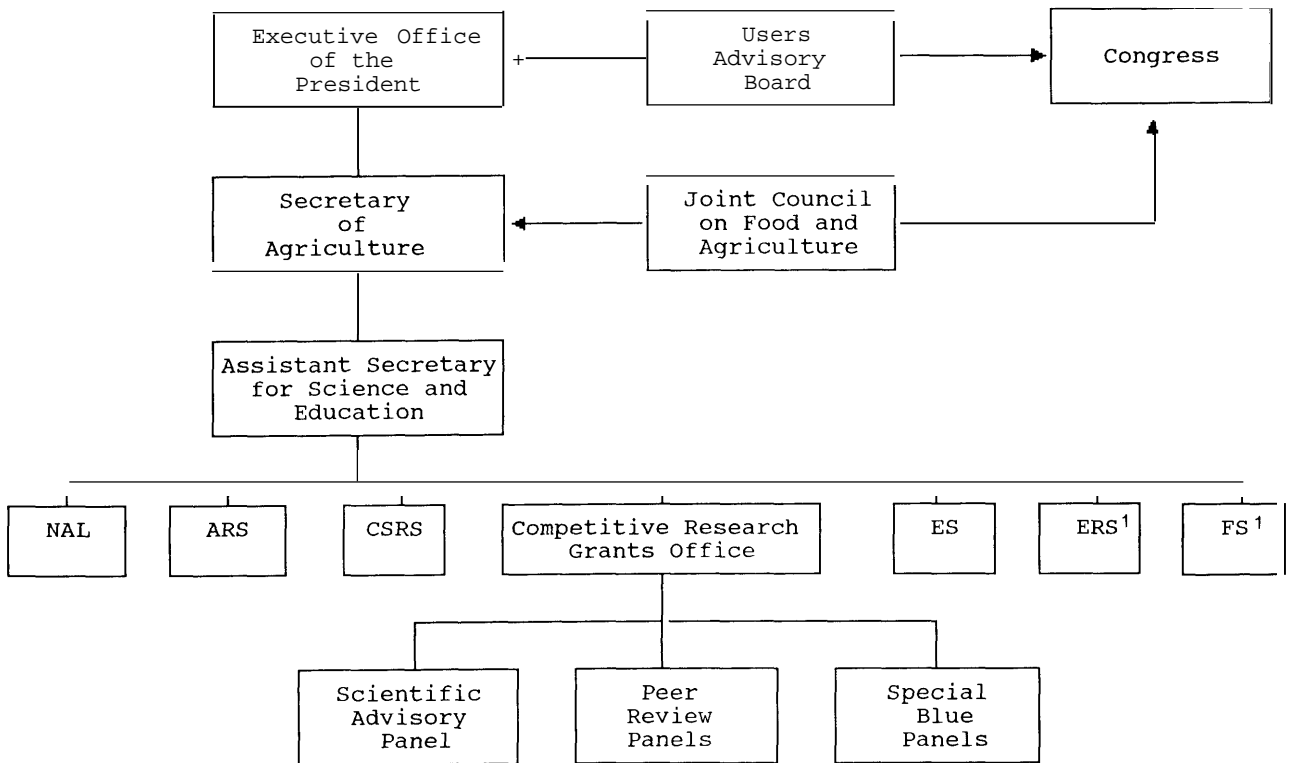 Executive Office
of the
President
Users
Advisory
Board
Congress
Secretary
of
Agriculture
Joint Council
on Food and
Agriculture
Assistant Secretary
for Science and
Education
NAL
ARS
CSRS
Competitive Research
Grants Office
ES
ERS¹
FS¹
Scientific
Advisory
Panel
Peer
Review
Panels
Special
Blue
Panels